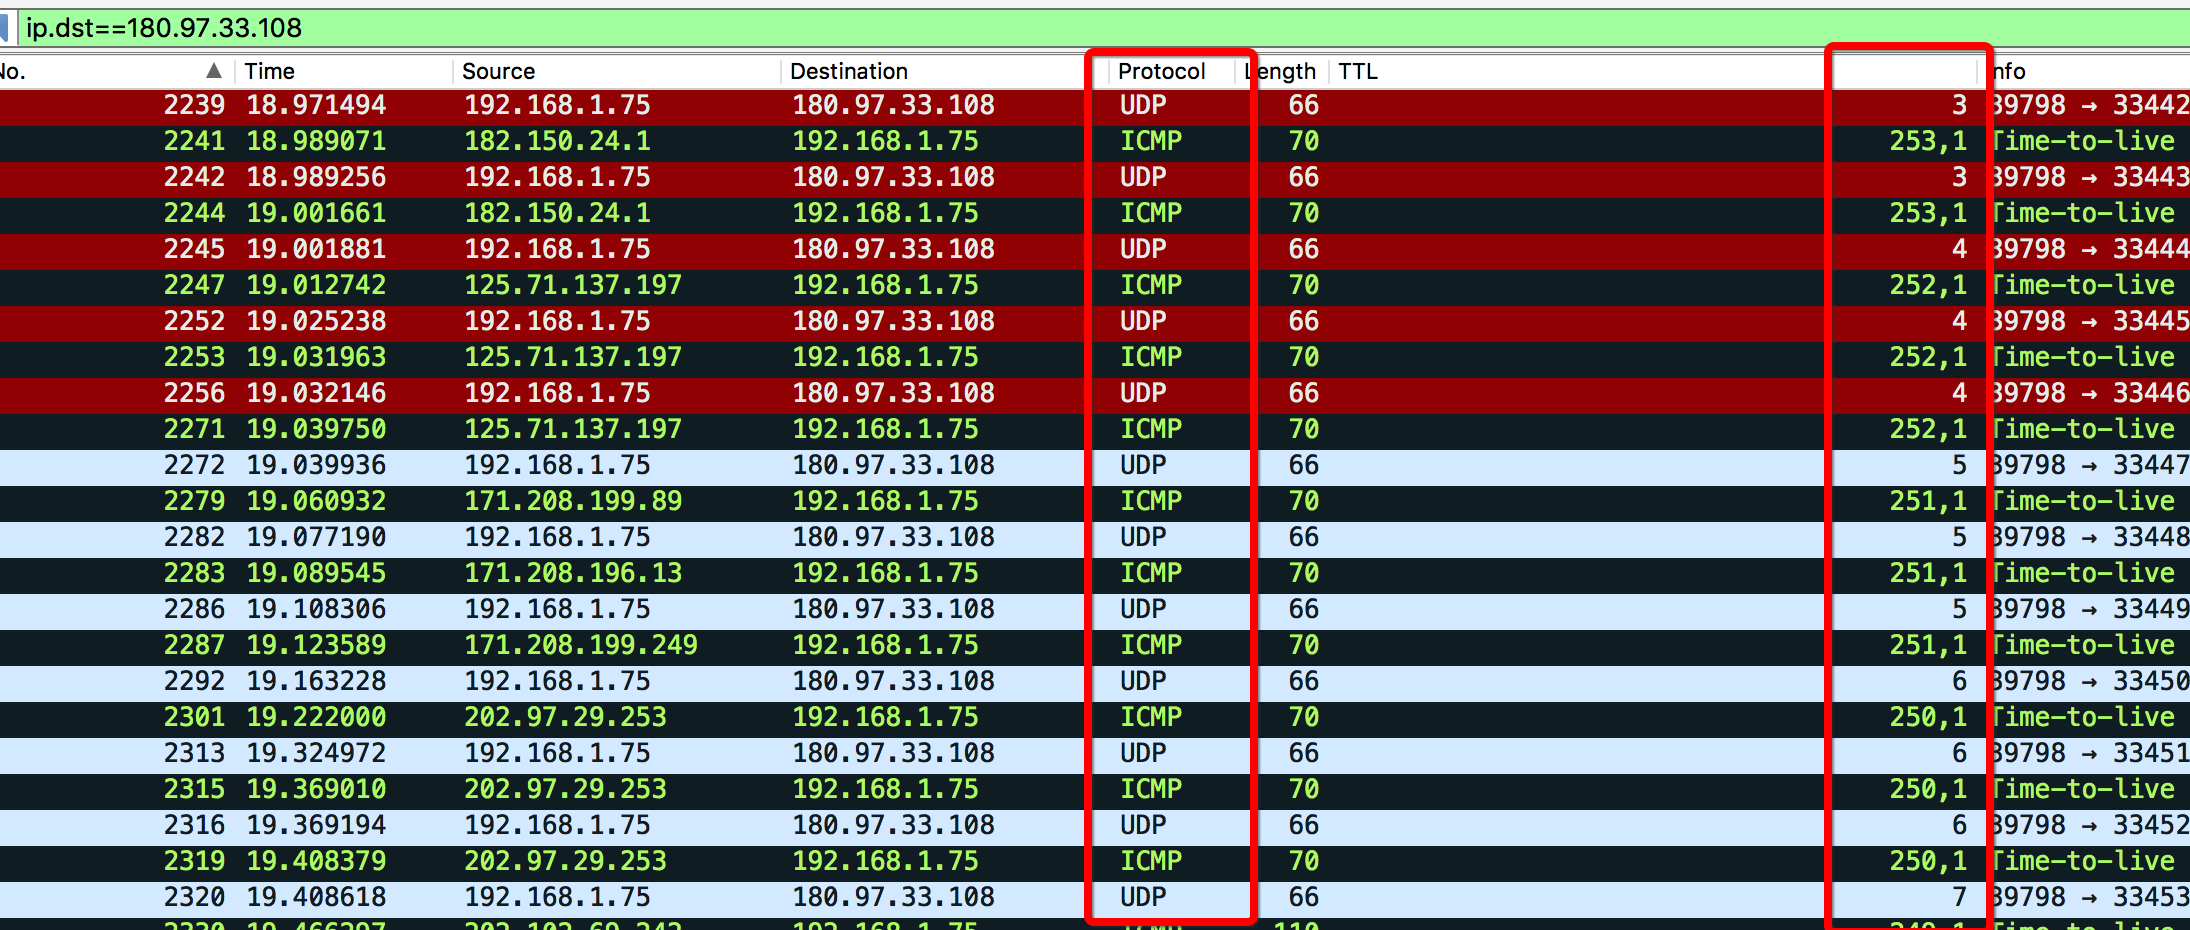 ip.dst==180.97.33.108
No. Time Source Destination Protocol Length TTL Info
2239 18.971494 192.168.1.75 180.97.33.108 UDP 66 3 39798 → 33442
2241 18.989071 182.150.24.1 192.168.1.75 ICMP 70 253,1 Time-to-live
2242 18.989256 192.168.1.75 180.97.33.108 UDP 66 3 39798 → 33443
2244 19.001661 182.150.24.1 192.168.1.75 ICMP 70 253,1 Time-to-live
2245 19.001881 192.168.1.75 180.97.33.108 UDP 66 4 39798 → 33444
2247 19.012742 125.71.137.197 192.168.1.75 ICMP 70 252,1 Time-to-live
2252 19.025238 192.168.1.75 180.97.33.108 UDP 66 4 39798 → 33445
2253 19.031963 125.71.137.197 192.168.1.75 ICMP 70 252,1 Time-to-live
2256 19.032146 192.168.1.75 180.97.33.108 UDP 66 4 39798 → 33446
2271 19.039750 125.71.137.197 192.168.1.75 ICMP 70 252,1 Time-to-live
2272 19.039936 192.168.1.75 180.97.33.108 UDP 66 5 39798 → 33447
2279 19.060932 171.208.199.89 192.168.1.75 ICMP 70 251,1 Time-to-live
2282 19.077190 192.168.1.75 180.97.33.108 UDP 66 5 39798 → 33448
2283 19.089545 171.208.196.13 192.168.1.75 ICMP 70 251,1 Time-to-live
2286 19.108306 192.168.1.75 180.97.33.108 UDP 66 5 39798 → 33449
2287 19.123589 171.208.199.249 192.168.1.75 ICMP 70 251,1 Time-to-live
2292 19.163228 192.168.1.75 180.97.33.108 UDP 66 6 39798 → 33450
2301 19.222000 202.97.29.253 192.168.1.75 ICMP 70 250,1 Time-to-live
2313 19.324972 192.168.1.75 180.97.33.108 UDP 66 6 39798 → 33451
2315 19.369010 202.97.29.253 192.168.1.75 ICMP 70 250,1 Time-to-live
2316 19.369194 192.168.1.75 180.97.33.108 UDP 66 6 39798 → 33452
2319 19.408379 202.97.29.253 192.168.1.75 ICMP 70 250,1 Time-to-live
2320 19.408618 192.168.1.75 180.97.33.108 UDP 66 7 39798 → 33453